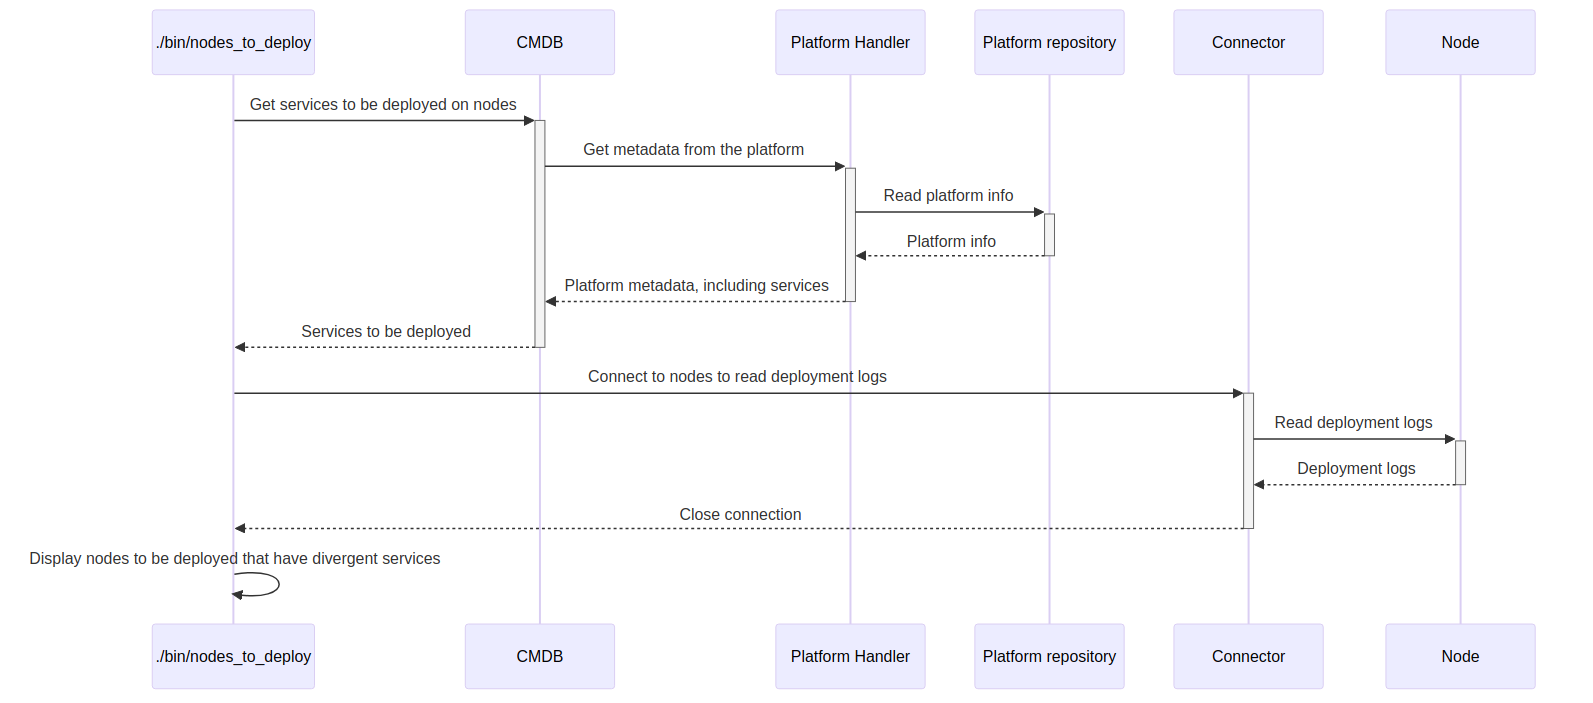 ./bin/nodes_to_deploy
CMDB
Platform Handler
Platform repository
Connector
Node
Get services to be deployed on nodes
Get metadata from the platform
Read platform info
Platform info
Platform metadata, including services
Services to be deployed
Connect to nodes to read deployment logs
Read deployment logs
Deployment logs
Close connection
Display nodes to be deployed that have divergent services
./bin/nodes_to_deploy
CMDB
Platform Handler
Platform repository
Connector
Node